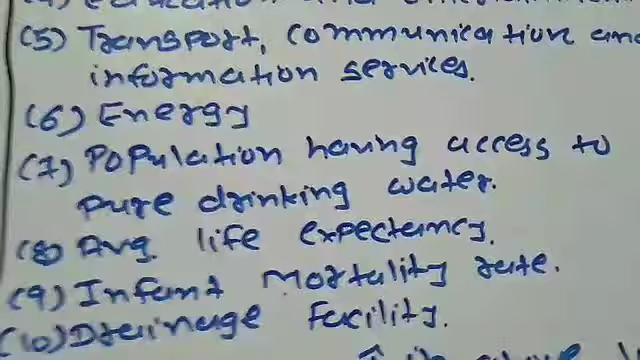 (5) Transport, communication and
information services.
(6) Energy
(7) Population having access to
pure drinking water.
(8) Avg. life expectancy.
(9) Infant Mortality rate.
(10) Drainage Facility.